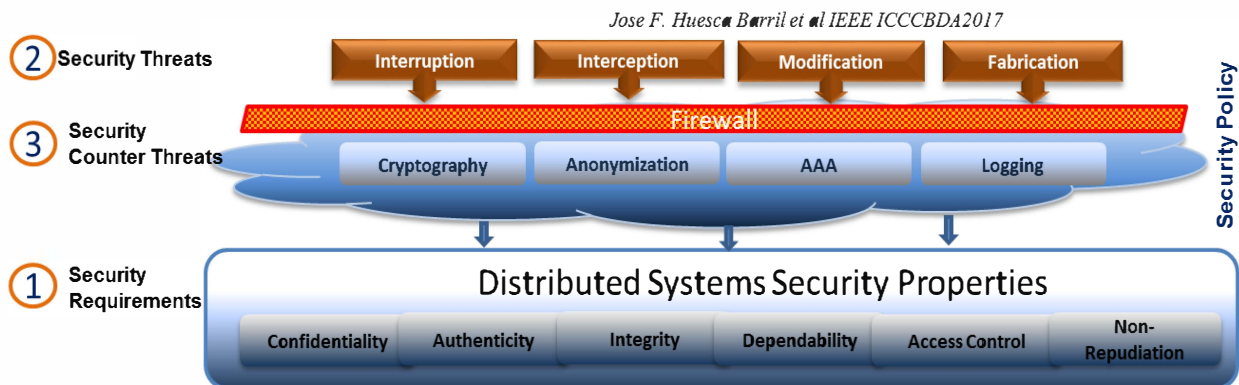 Jose F. Huesca Barril et al IEEE ICCCBDA2017
2 Security Threats
Interruption
Interception
Modification
Fabrication
Firewall
3 Security
Counter Threats
Cryptography
Anonymization
AAA
Logging
Security Policy
1 Security
Requirements
Distributed Systems Security Properties
Confidentiality
Authenticity
Integrity
Dependability
Access Control
Non-
Repudiation